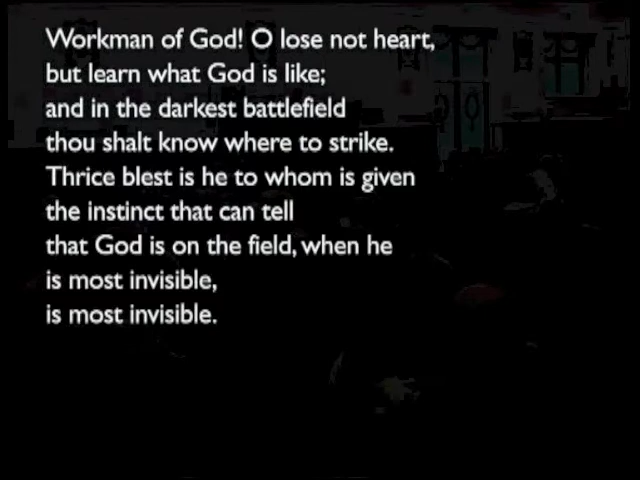 Workman of God! O lose not heart,
but learn what God is like;
and in the darkest battlefield
thou shalt know where to strike.
Thrice blest is he to whom is given
the instinct that can tell
that God is on the field, when he
is most invisible,
is most invisible.